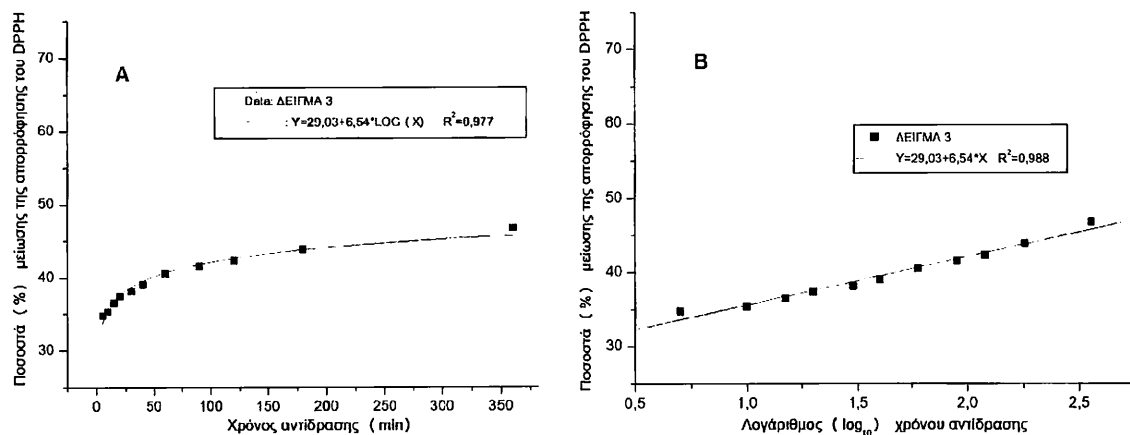 Ποσοστά (%) μείωσης της απορρόφησης του DPPH
70
60
50
40
30
A
Data: ΔΕΙΓΜΑ 3
: Y=29,03+6,54*LOG (X) R²=0,977
0 50 100 150 200 250 300 350
Χρόνος αντίδρασης (min)
Ποσοστά (%) μείωσης της απορρόφησης του DPPH
70
60
50
40
30
B
ΔΕΙΓΜΑ 3
Y=29,03+6,54*X R²=0,988
0,5 1,0 1,5 2,0 2,5
Λογάριθμος (log₁₀) χρόνου αντίδρασης